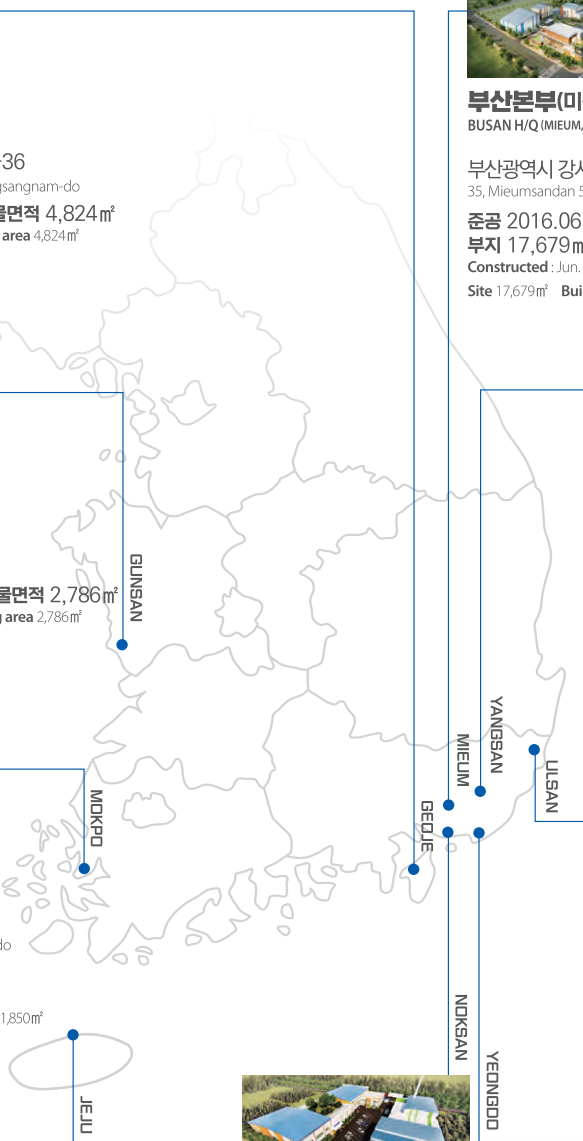 부산본부(미
BUSAN H/Q (MIEUM,
부산광역시 강서
35, Mieumsandan 5
준공 2016.06
부지 17,679㎡
Constructed : Jun.
Site 17,679㎡ Bui
36
gsangnam-do
물면적 4,824㎡
area 4,824㎡
물면적 2,786㎡
g area 2,786㎡
GUNSAN
YANGSAN
MIEUM
ULSAN
MOKPO
GEOJE
do
1,850㎡
NOKSAN
YEONGDO
JEJU